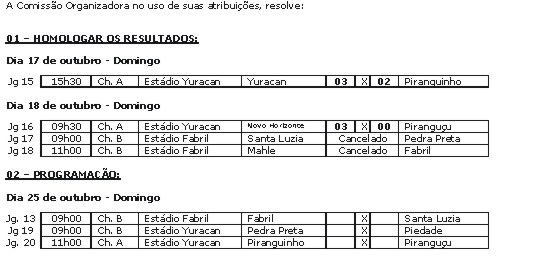 A Comissão Organizadora no uso de suas atribuições, resolve:
01 – HOMOLOGAR OS RESULTADOS:
Dia 17 de outubro - Domingo
Jg 15 15h30 Ch. A Estádio Yuracan Yuracan 03 X 02 Piranguinho
Dia 18 de outubro - Domingo
Jg 16 09h30 Ch. A Estádio Yuracan Novo Horizonte 03 X 00 Piranguçu
Jg 17 09h00 Ch. B Estádio Fabril Santa Luzia Cancelado Pedra Preta
Jg 18 11h00 Ch. B Estádio Fabril Mahle Cancelado Fabril
02 – PROGRAMAÇÃO:
Dia 25 de outubro - Domingo
Jg. 13 09h00 Ch. B Estádio Fabril Fabril X Santa Luzia
Jg 19 09h00 Ch. B Estádio Yuracan Pedra Preta X Piedade
Jg. 20 11h00 Ch. A Estádio Yuracan Piranguinho X Piranguçu